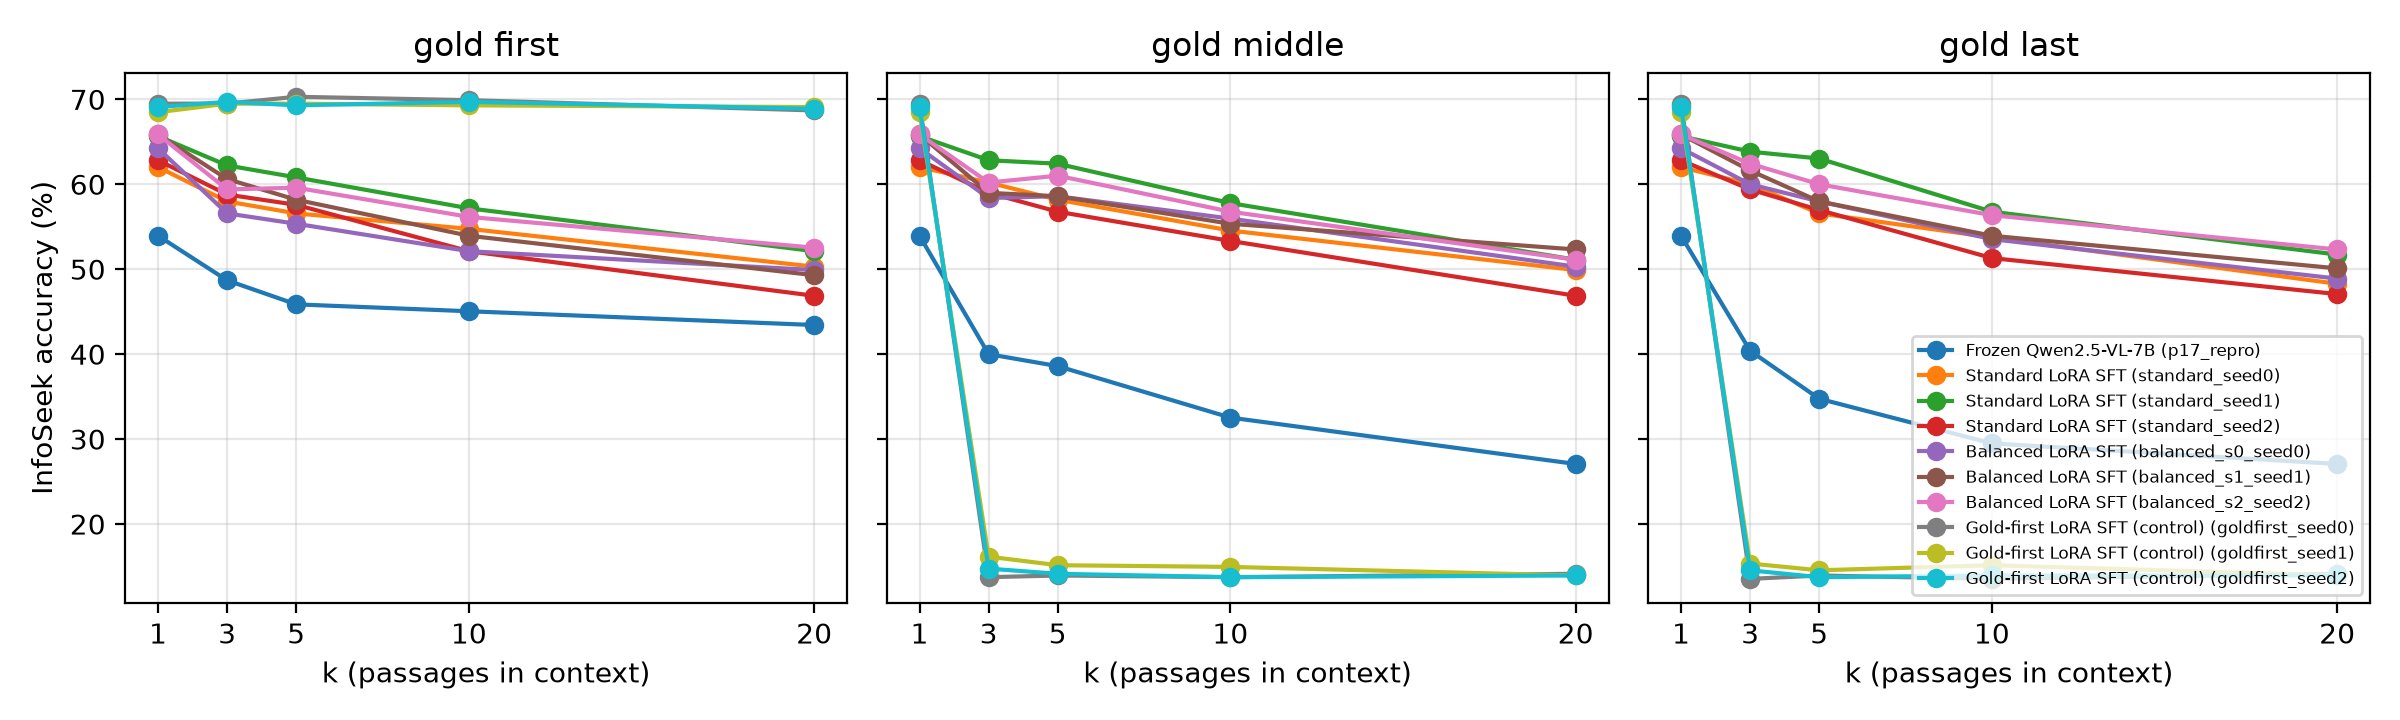 gold first
gold middle
gold last
InfoSeek accuracy (%)
70
60
50
40
30
20
1 3 5 10 20
1 3 5 10 20
1 3 5 10 20
k (passages in context)
k (passages in context)
k (passages in context)
Frozen Qwen2.5-VL-7B (p17_repro)
Standard LoRA SFT (standard_seed0)
Standard LoRA SFT (standard_seed1)
Standard LoRA SFT (standard_seed2)
Balanced LoRA SFT (balanced_s0_seed0)
Balanced LoRA SFT (balanced_s1_seed1)
Balanced LoRA SFT (balanced_s2_seed2)
Gold-first LoRA SFT (control) (goldfirst_seed0)
Gold-first LoRA SFT (control) (goldfirst_seed1)
Gold-first LoRA SFT (control) (goldfirst_seed2)